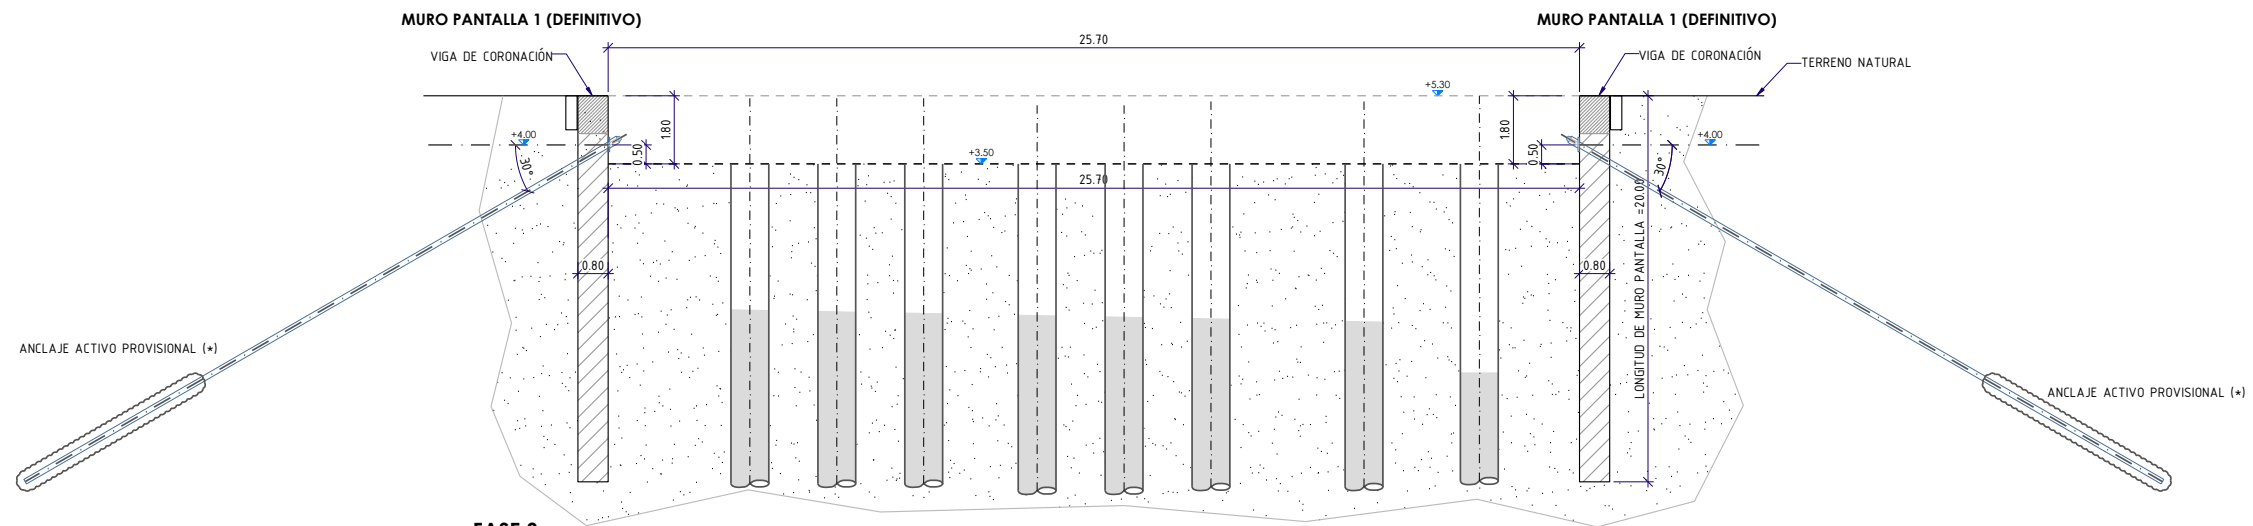 MURO PANTALLA 1 (DEFINITIVO)
MURO PANTALLA 1 (DEFINITIVO)
25.70
VIGA DE CORONACIÓN
VIGA DE CORONACIÓN
TERRENO NATURAL
+5.30
1.80
1.80
+4.00
+4.00
0.50
0.50
+3.50
30°
30°
25.70
0.80
0.80
LONGITUD DE MURO PANTALLA =20.00
ANCLAJE ACTIVO PROVISIONAL (*)
ANCLAJE ACTIVO PROVISIONAL (*)